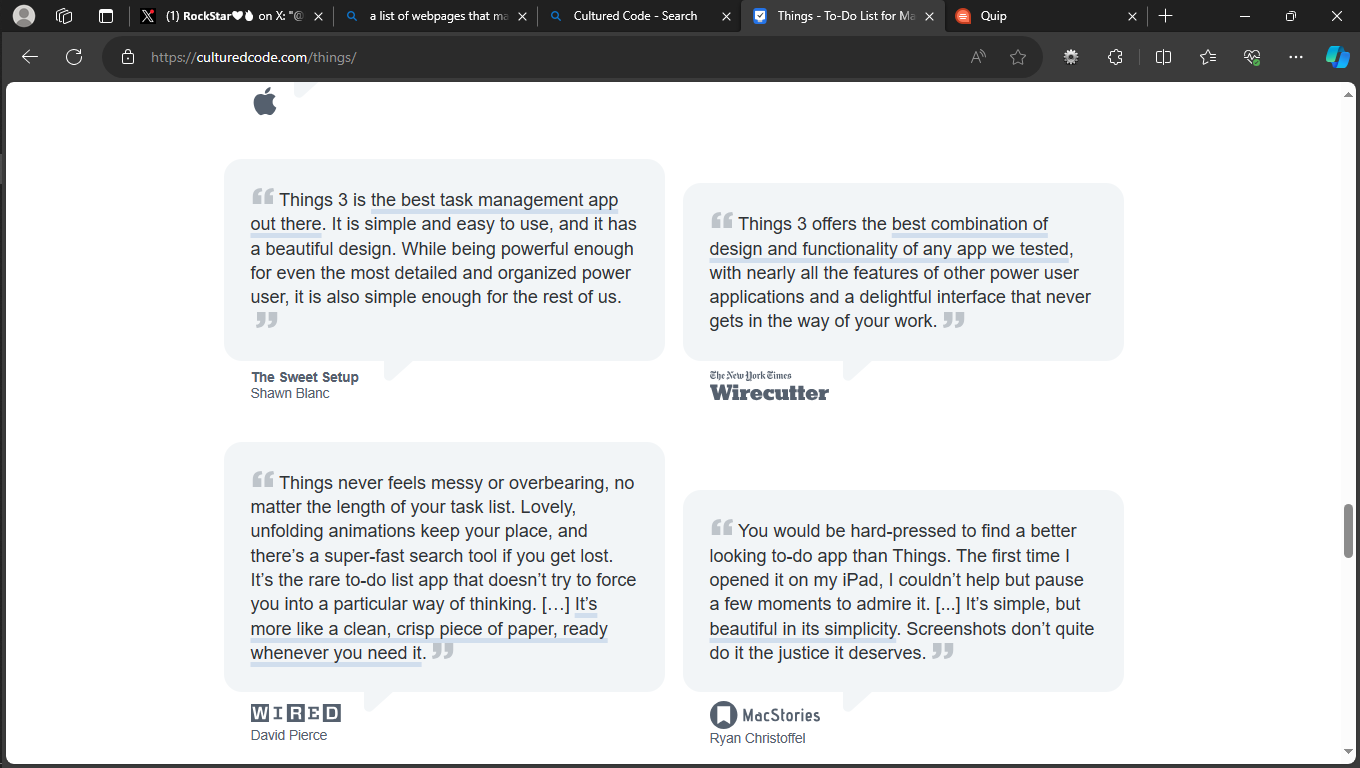 (1) RockStar🖤💧 on X: "@
a list of webpages that ma
Cultured Code - Search
Things - To-Do List for Ma
Quip
https://culturedcode.com/things/
“ Things 3 is the best task management app
out there. It is simple and easy to use, and it has
a beautiful design. While being powerful enough
for even the most detailed and organized power
user, it is also simple enough for the rest of us.
”
The Sweet Setup
Shawn Blanc
“ Things 3 offers the best combination of
design and functionality of any app we tested,
with nearly all the features of other power user
applications and a delightful interface that never
gets in the way of your work. ”
The New York Times
Wirecutter
“ Things never feels messy or overbearing, no
matter the length of your task list. Lovely,
unfolding animations keep your place, and
there’s a super-fast search tool if you get lost.
It’s the rare to-do list app that doesn’t try to force
you into a particular way of thinking. […] It’s
more like a clean, crisp piece of paper, ready
whenever you need it. ”
WIRED
David Pierce
“ You would be hard-pressed to find a better
looking to-do app than Things. The first time I
opened it on my iPad, I couldn’t help but pause
a few moments to admire it. [...] It’s simple, but
beautiful in its simplicity. Screenshots don’t quite
do it the justice it deserves. ”
MacStories
Ryan Christoffel